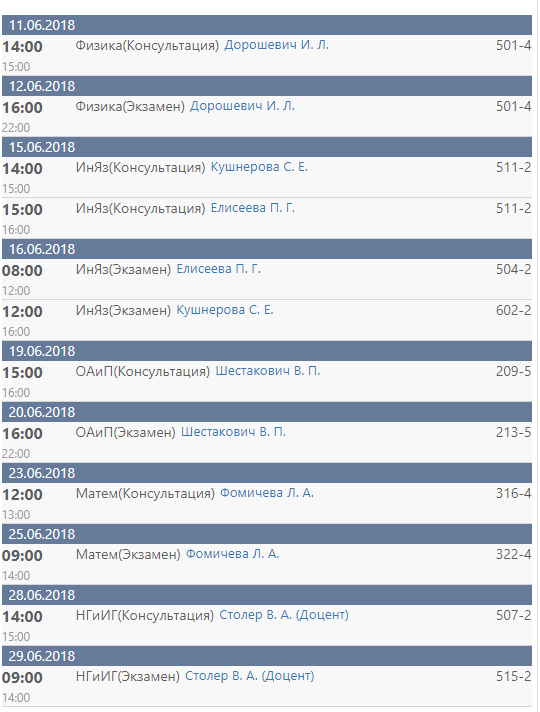 11.06.2018
14:00 Физика(Консультация) Дорошевич И. Л. 501-4
15:00
12.06.2018
16:00 Физика(Экзамен) Дорошевич И. Л. 501-4
22:00
15.06.2018
14:00 ИнЯз(Консультация) Кушнерова С. Е. 511-2
15:00
15:00 ИнЯз(Консультация) Елисеева П. Г. 511-2
16:00
16.06.2018
08:00 ИнЯз(Экзамен) Елисеева П. Г. 504-2
12:00
12:00 ИнЯз(Экзамен) Кушнерова С. Е. 602-2
16:00
19.06.2018
15:00 ОАиП(Консультация) Шестакович В. П. 209-5
16:00
20.06.2018
16:00 ОАиП(Экзамен) Шестакович В. П. 213-5
22:00
23.06.2018
12:00 Матем(Консультация) Фомичева Л. А. 316-4
13:00
25.06.2018
09:00 Матем(Экзамен) Фомичева Л. А. 322-4
14:00
28.06.2018
14:00 НГиИГ(Консультация) Столер В. А. (Доцент) 507-2
15:00
29.06.2018
09:00 НГиИГ(Экзамен) Столер В. А. (Доцент) 515-2
14:00